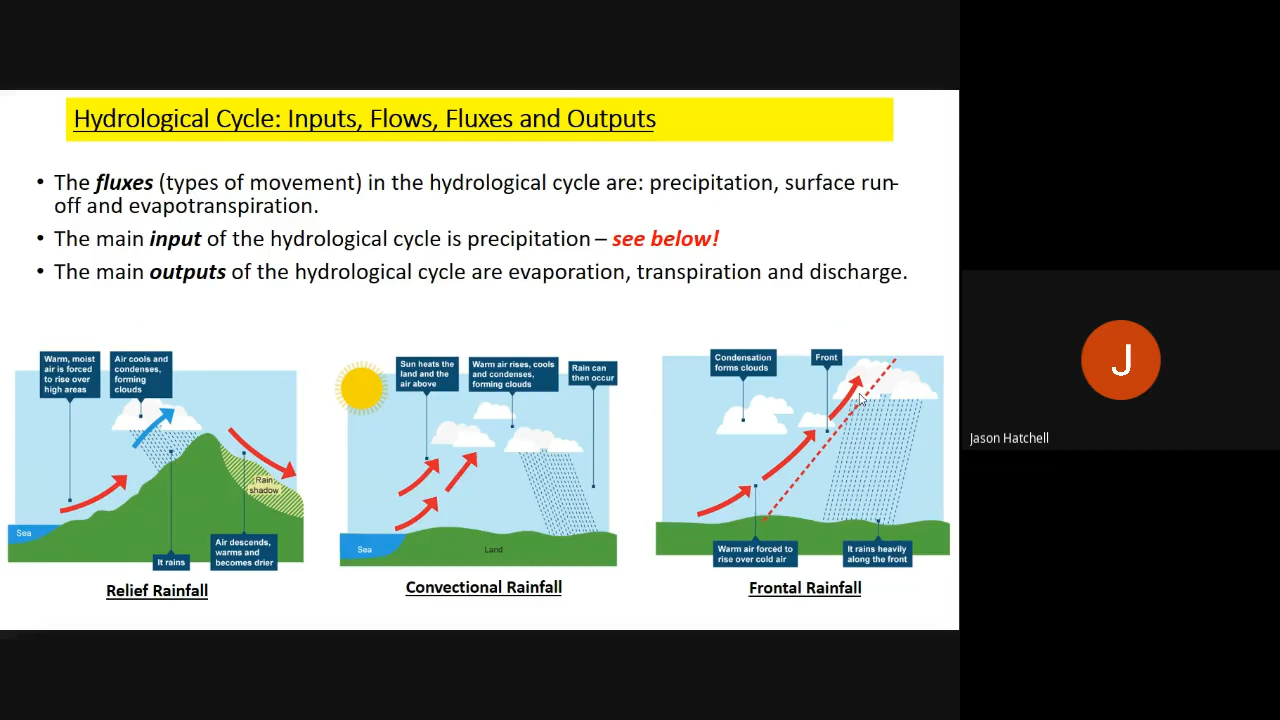 Hydrological Cycle: Inputs, Flows, Fluxes and Outputs
• The fluxes (types of movement) in the hydrological cycle are: precipitation, surface run-
off and evapotranspiration.
• The main input of the hydrological cycle is precipitation – see below!
• The main outputs of the hydrological cycle are evaporation, transpiration and discharge.
Warm, moist
air is forced
to rise over
high areas
Air cools and
condenses,
forming
clouds
Rain
shadow
Sea
It rains
Air descends,
warms and
becomes drier
Relief Rainfall
Sun heats the
land and the
air above
Warm air rises, cools
and condenses,
forming clouds
Rain can
then occur
Sea
Land
Convectional Rainfall
Condensation
forms clouds
Front
Warm air forced to
rise over cold air
It rains heavily
along the front
Frontal Rainfall
J
Jason Hatchell